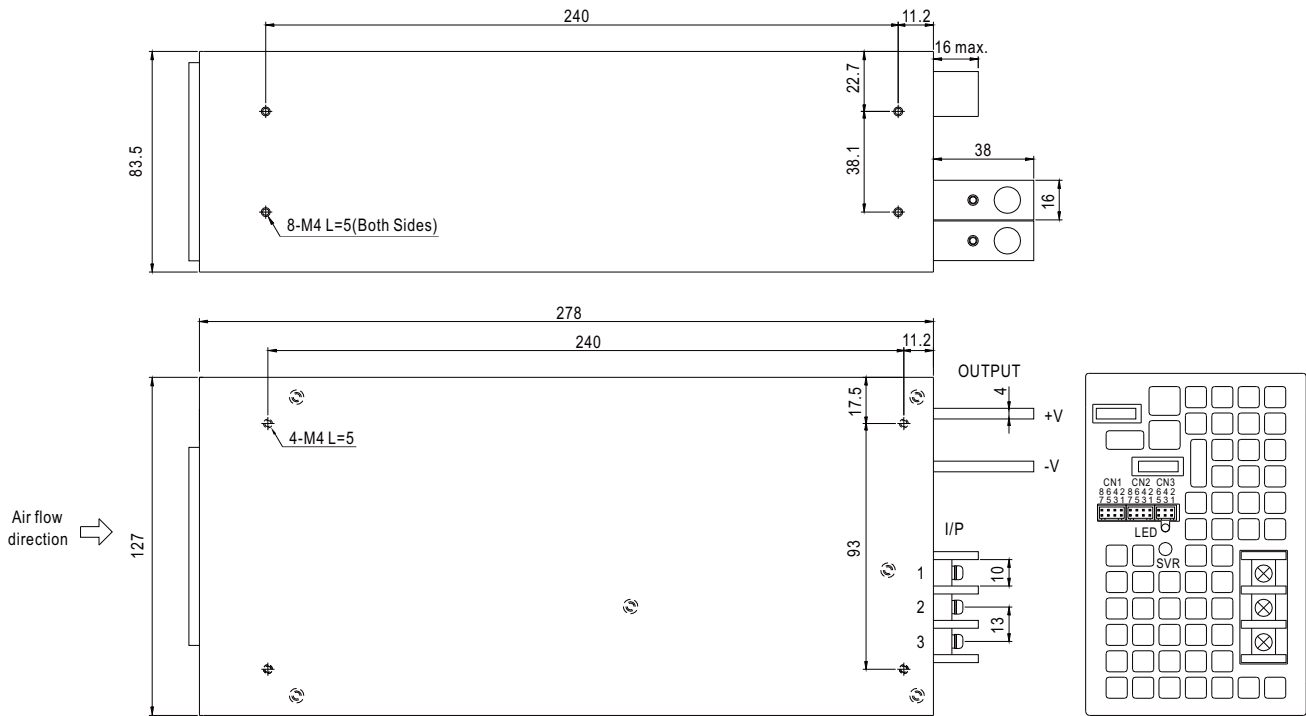 240
11.2
16 max.
22.7
83.5
38.1
38
16
8-M4 L=5(Both Sides)
278
240
11.2
OUTPUT
4
17.5
+V
4-M4 L=5
-V
CN1 CN2 CN3
8 6 4 2 8 6 4 2 6 4 2
7 5 3 1 7 5 3 1 5 3 1
LED
SVR
Air flow
direction
127
93
I/P
1
10
2
13
3